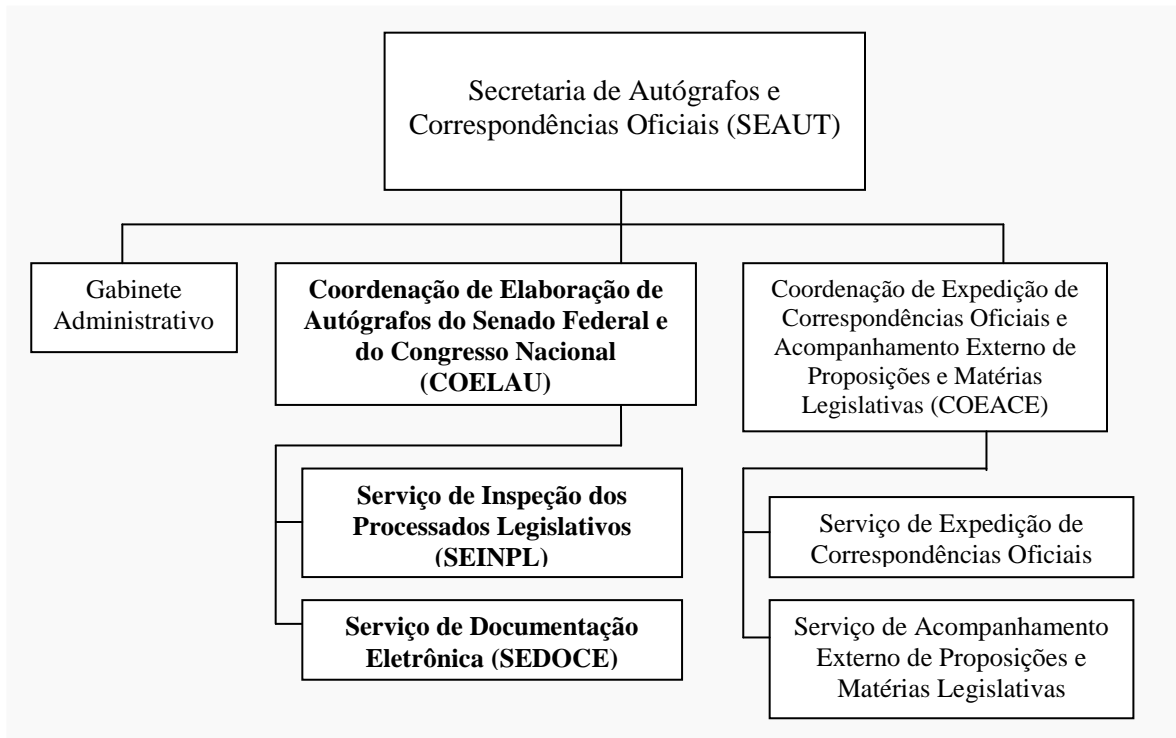 Secretaria de Autógrafos e
Correspondências Oficiais (SEAUT)
Gabinete
Administrativo
Coordenação de Elaboração de
Autógrafos do Senado Federal e
do Congresso Nacional
(COELAU)
Serviço de Inspeção dos
Processados Legislativos
(SEINPL)
Serviço de Documentação
Eletrônica (SEDOCE)
Coordenação de Expedição de
Correspondências Oficiais e
Acompanhamento Externo de
Proposições e Matérias
Legislativas (COEACE)
Serviço de Expedição de
Correspondências Oficiais
Serviço de Acompanhamento
Externo de Proposições e
Matérias Legislativas